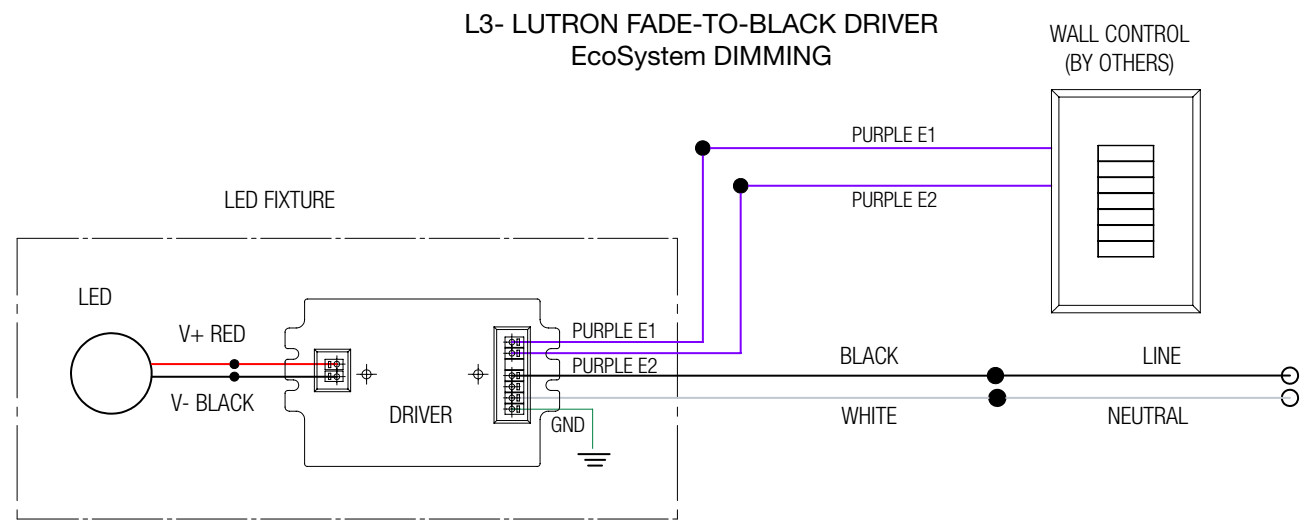 L3- LUTRON FADE-TO-BLACK DRIVER
EcoSystem DIMMING
WALL CONTROL
(BY OTHERS)
PURPLE E1
PURPLE E2
LED FIXTURE
LED
V+ RED
V- BLACK
DRIVER
PURPLE E1
PURPLE E2
GND
BLACK
LINE
WHITE
NEUTRAL